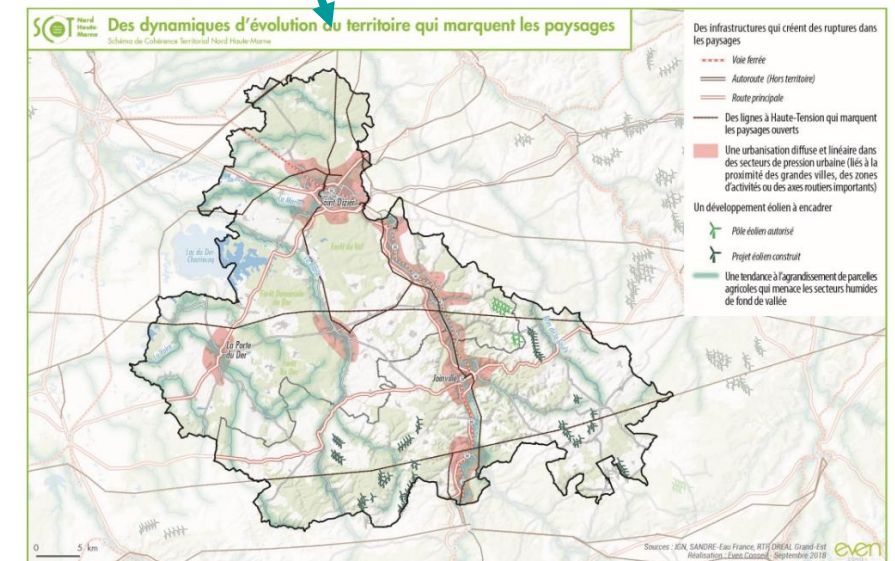 SCOT Nord
Haute-
Marne
Des dynamiques d'évolution du territoire qui marquent les paysages
Schéma de Cohérence Territorial Nord Haute-Marne
Des infrastructures qui créent des ruptures dans
les paysages
Voie ferrée
Autoroute (Hors territoire)
Route principale
Des lignes à Haute-Tension qui marquent
les paysages ouverts
Une urbanisation diffuse et linéaire dans
des secteurs de pression urbaine (liés à la
proximité des grandes villes, des zones
d'activités ou des axes routiers importants)
Un développement éolien à encadrer
Pôle éolien autorisé
Projet éolien construit
Une tendance à l'agrandissement de parcelles
agricoles qui menace les secteurs humides
de fond de vallée
Saint Dizier
La Marne
Forêt du Val
Lac du Der
Chantecoq
Forêt Domaniale
du Der
La Porte
du Der
Joinville
0 5 km
Sources : IGN, SANDRE-Eau France, RTE, DREAL Grand-Est
Réalisation : Even Conseil - Septembre 2018
even